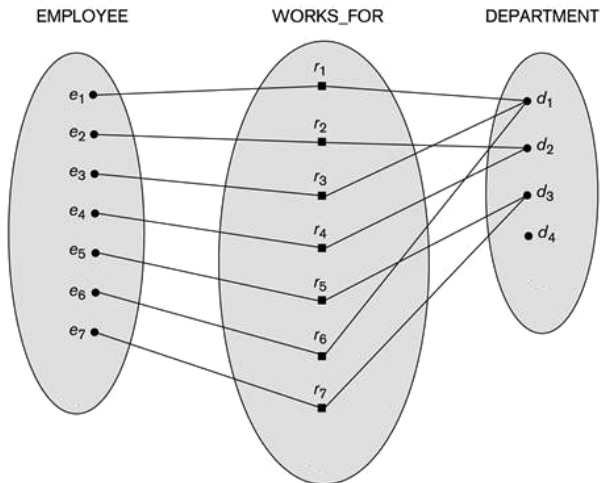 EMPLOYEE WORKS_FOR DEPARTMENT
e1
e2
e3
e4
e5
e6
e7
r1
r2
r3
r4
r5
r6
r7
d1
d2
d3
d4